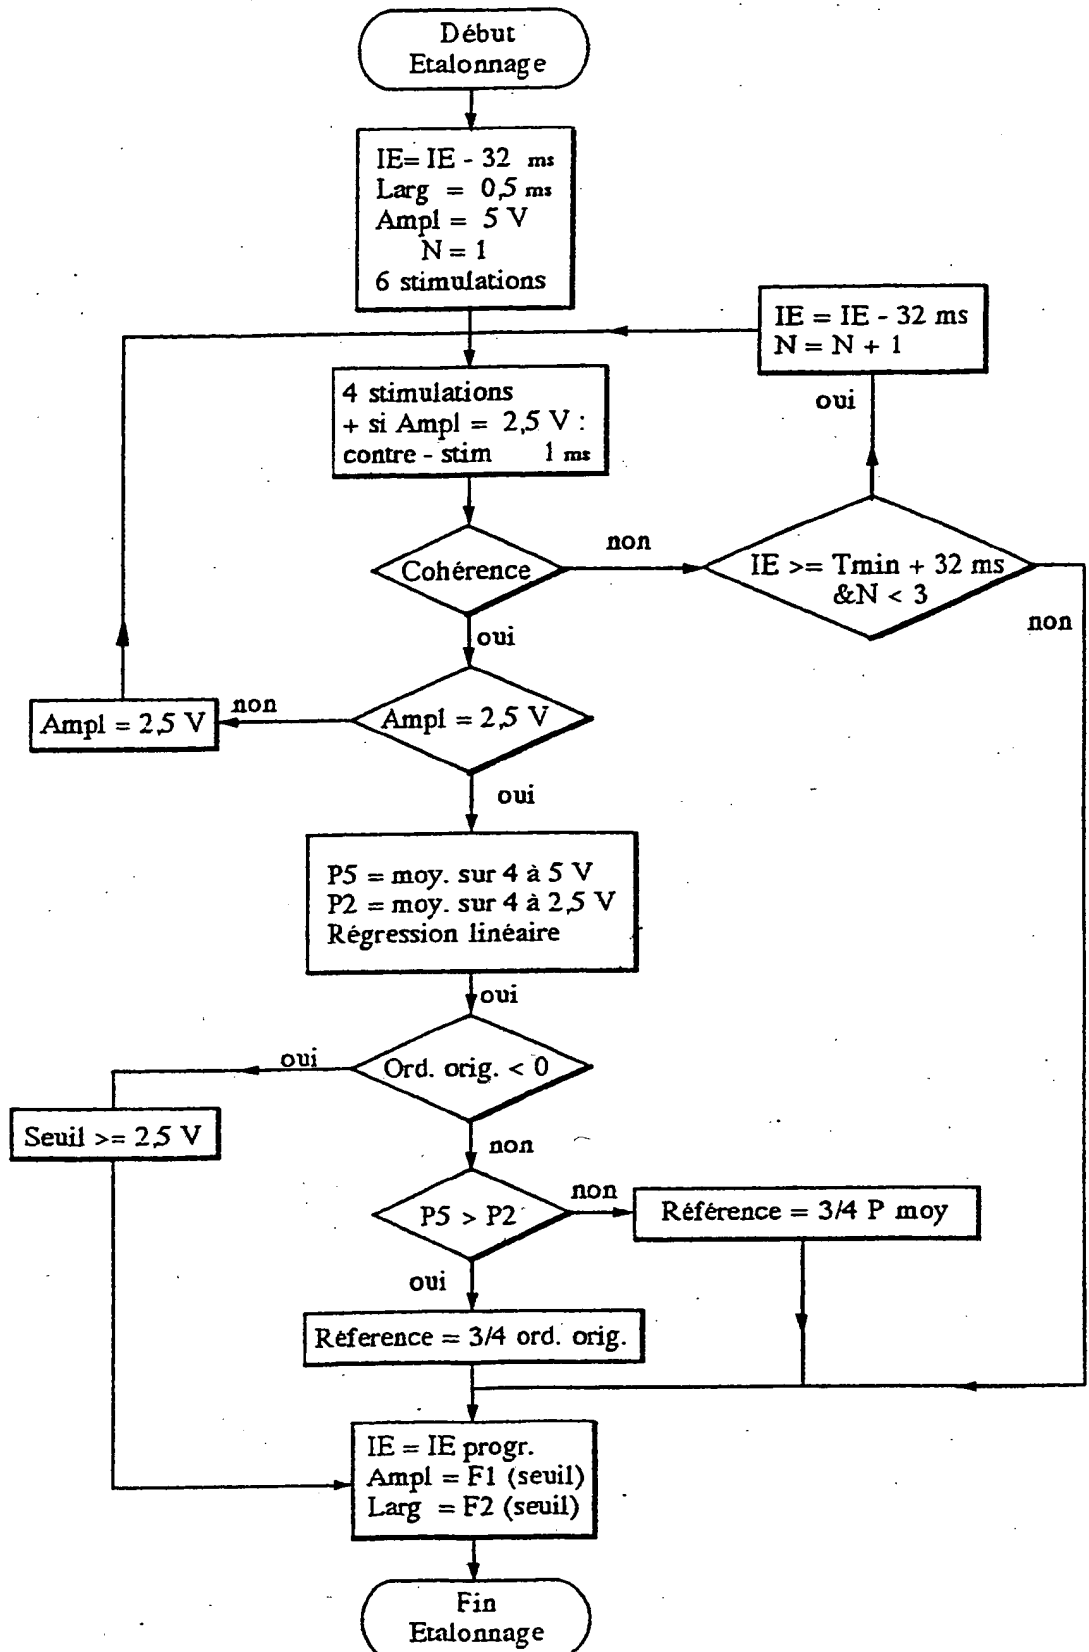 Début
Etalonnage
IE= IE - 32 ms
Larg = 0,5 ms
Ampl = 5 V
N = 1
6 stimulations
IE = IE - 32 ms
N = N + 1
4 stimulations
+ si Ampl = 2,5 V :
contre - stim 1 ms
oui
Cohérence
non
IE >= Tmin + 32 ms
&N < 3
non
oui
Ampl = 2,5 V
non
Ampl = 2,5 V
oui
P5 = moy. sur 4 à 5 V
P2 = moy. sur 4 à 2,5 V
Régression linéaire
oui
oui
Ord. orig. < 0
Seuil >= 2,5 V
non
P5 > P2
non
Référence = 3/4 P moy
oui
Réference = 3/4 ord. orig.
IE = IE progr.
Ampl = F1 (seuil)
Larg = F2 (seuil)
Fin
Etalonnage